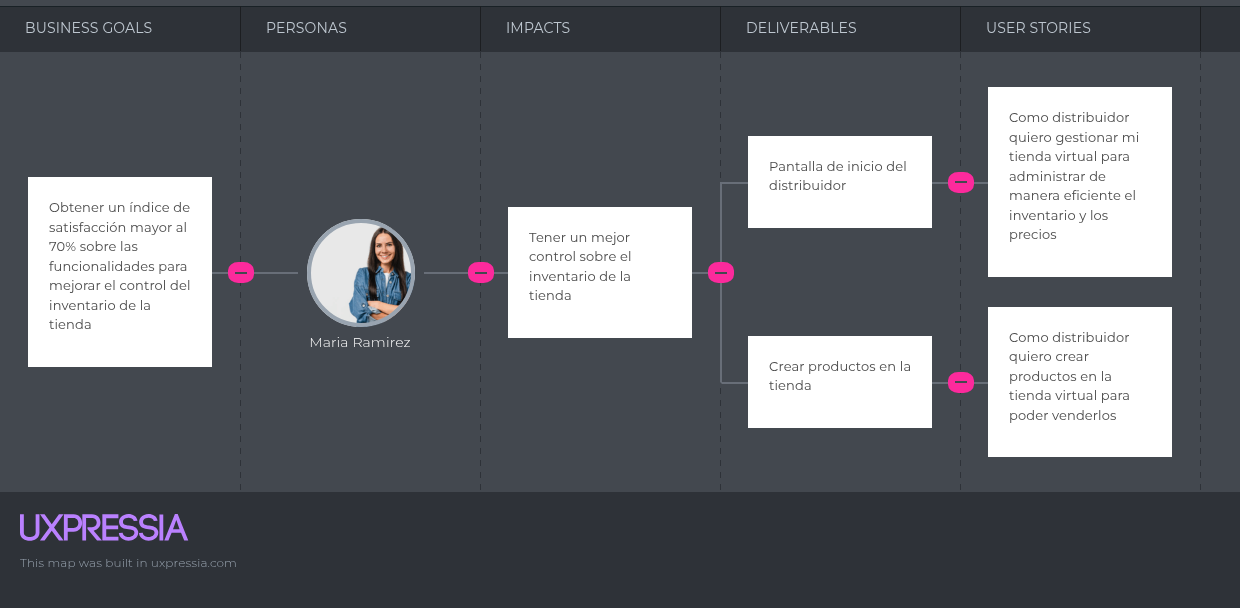 BUSINESS GOALS
PERSONAS
IMPACTS
DELIVERABLES
USER STORIES
Obtener un índice de
satisfacción mayor al
70% sobre las
funcionalidades para
mejorar el control del
inventario de la
tienda
Maria Ramirez
Tener un mejor
control sobre el
inventario de la
tienda
Pantalla de inicio del
distribuidor
Crear productos en la
tienda
Como distribuidor
quiero gestionar mi
tienda virtual para
administrar de
manera eficiente el
inventario y los
precios
Como distribuidor
quiero crear
productos en la
tienda virtual para
poder venderlos
UXPRESSIA
This map was built in uxpressia.com